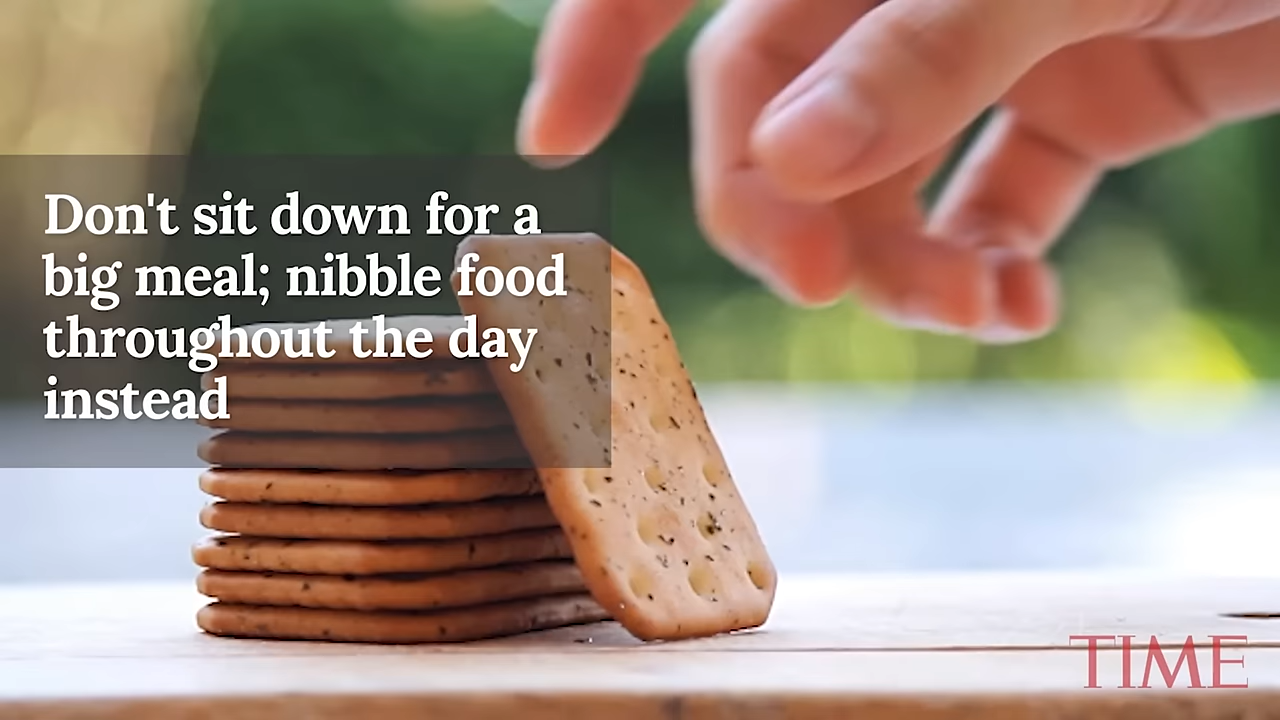 Don't sit down for a
big meal; nibble food
throughout the day
instead
TIME